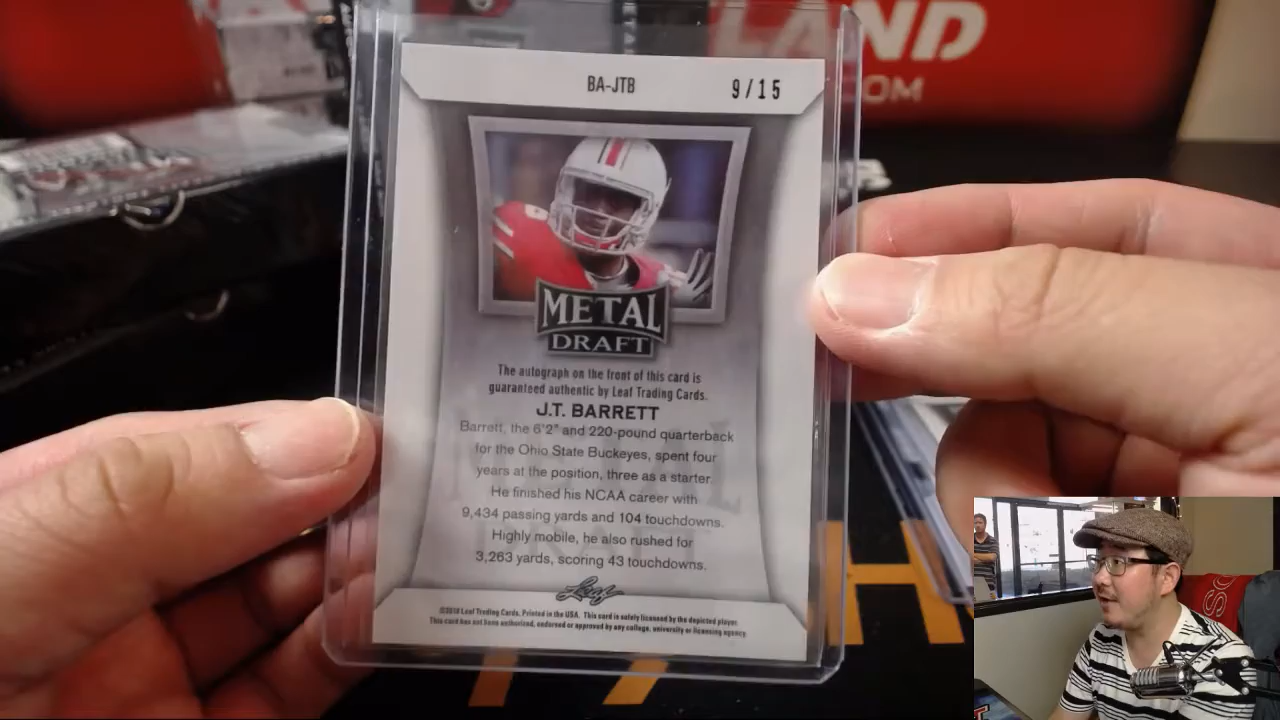 LAND
.COM
BA-JTB
9/15
METAL
DRAFT
The autograph on the front of this card is
guaranteed authentic by Leaf Trading Cards.
J.T. BARRETT
Barrett, the 6'2" and 220-pound quarterback
for the Ohio State Buckeyes, spent four
years at the position, three as a starter.
He finished his NCAA career with
9,434 passing yards and 104 touchdowns.
Highly mobile, he also rushed for
3,263 yards, scoring 43 touchdowns.
Leaf
©2018 Leaf Trading Cards. Printed in the USA. This card is solely licensed by the depicted player.
This card has not been authorized, endorsed or approved by any college, university or licensing agency.